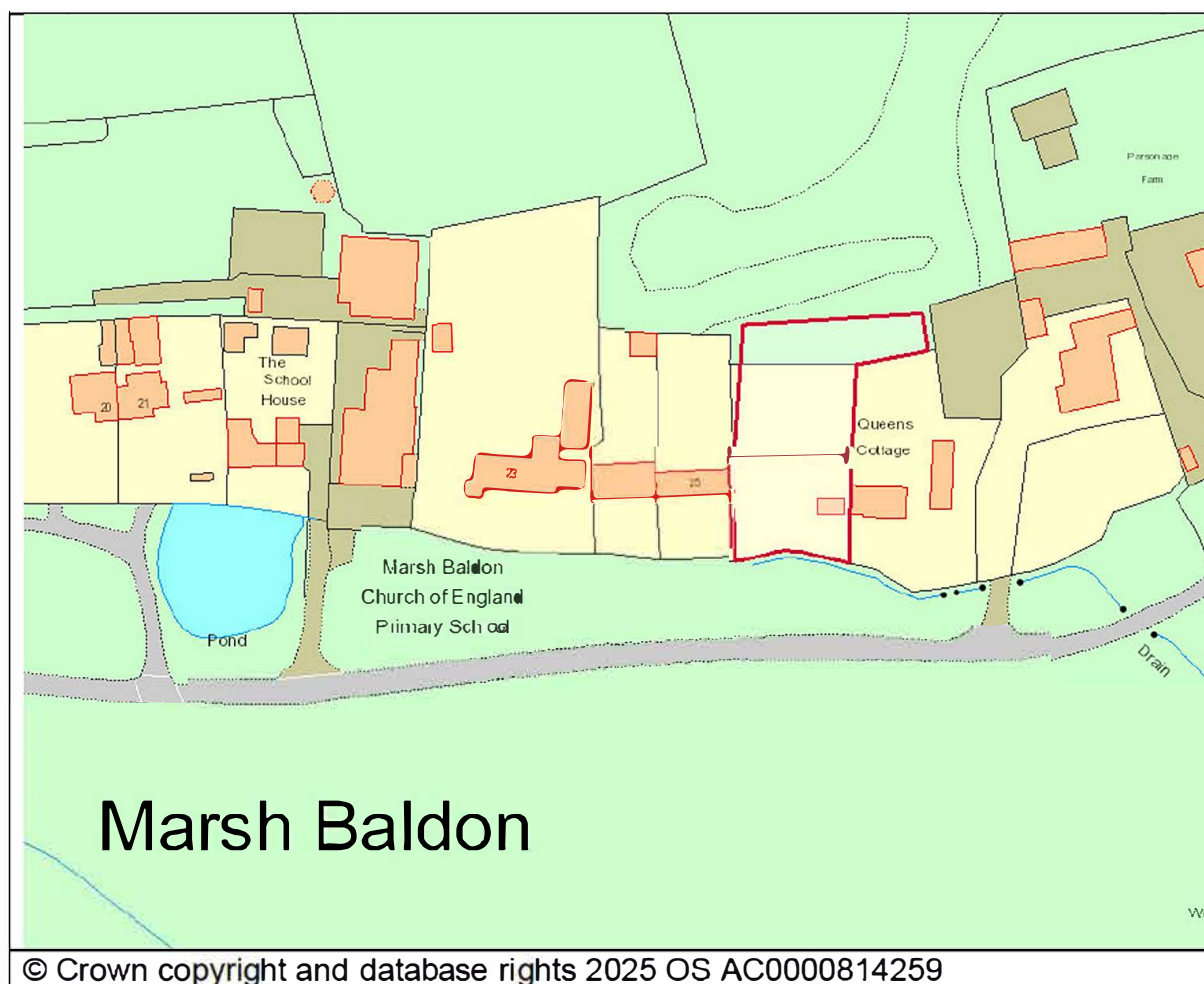 Parsonage
Farm
The
School
House
20
21
Queens
Cottage
23
25
Marsh Baldon
Church of England
Primary School
Pond
Drain
Marsh Baldon
© Crown copyright and database rights 2025 OS AC0000814259